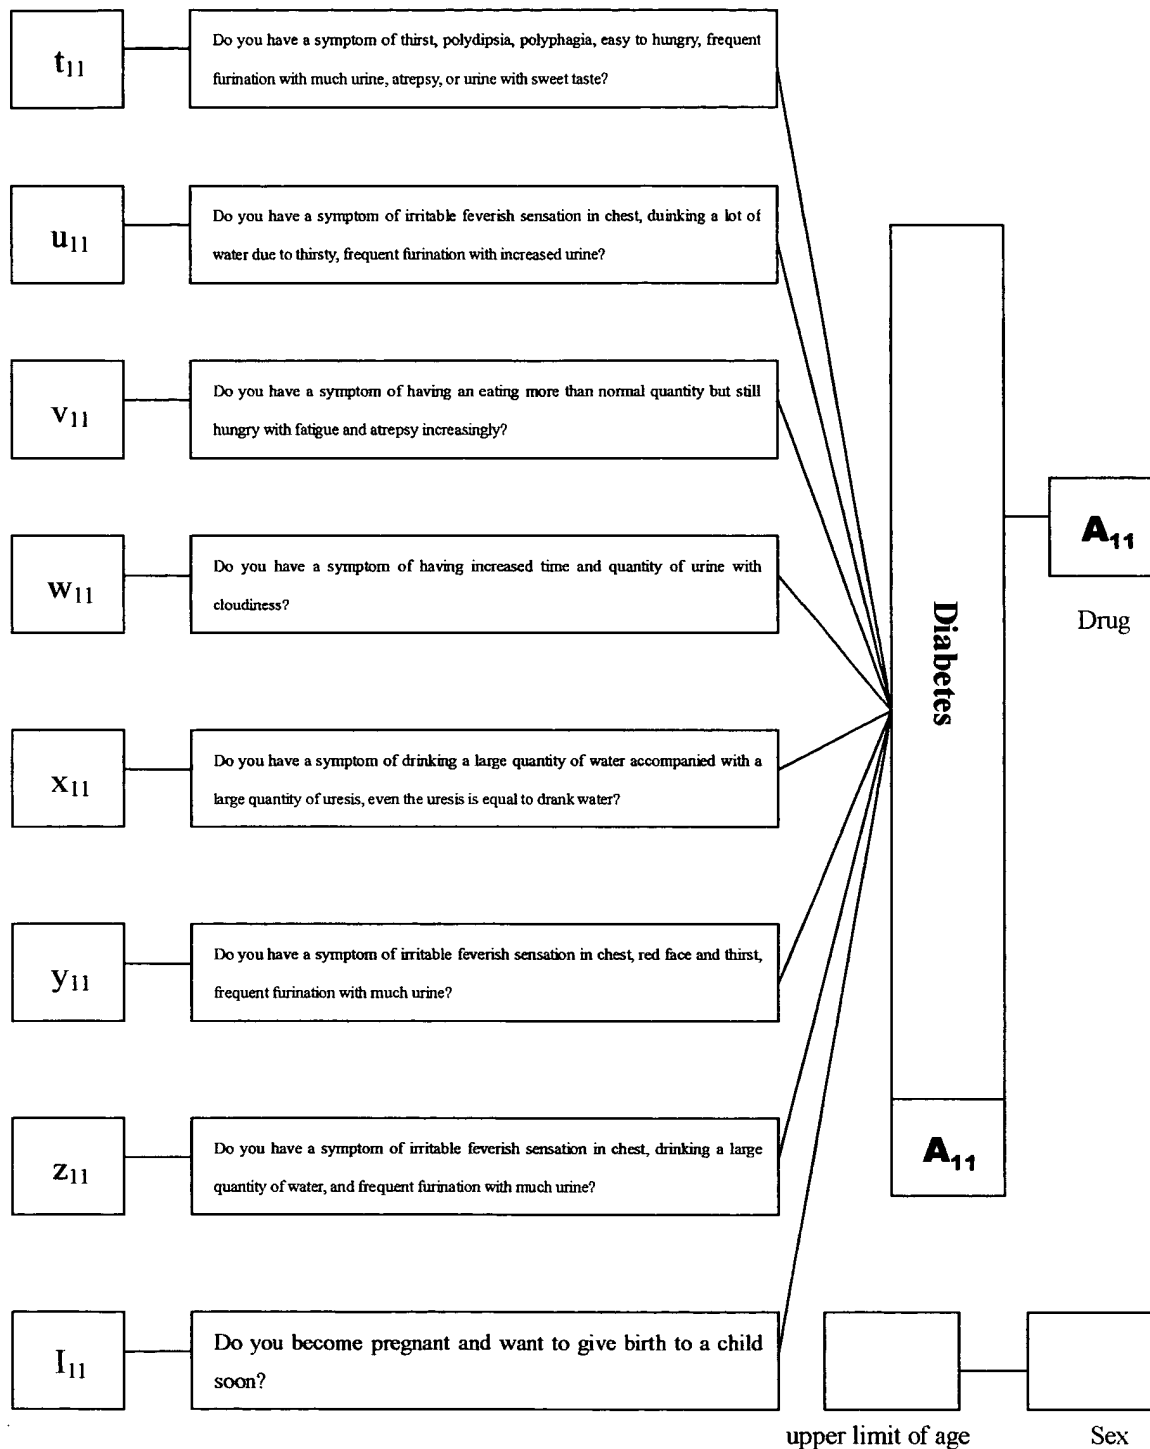 t11
Do you have a symptom of thirst, polydipsia, polyphagia, easy to hungry, frequent
furination with much urine, atrepsy, or urine with sweet taste?
u11
Do you have a symptom of irritable feverish sensation in chest, duinking a lot of
water due to thirsty, frequent furination with increased urine?
v11
Do you have a symptom of having an eating more than normal quantity but still
hungry with fatigue and atrepsy increasingly?
w11
Do you have a symptom of having increased time and quantity of urine with
cloudiness?
x11
Do you have a symptom of drinking a large quantity of water accompanied with a
large quantity of uresis, even the uresis is equal to drank water?
y11
Do you have a symptom of irritable feverish sensation in chest, red face and thirst,
frequent furination with much urine?
z11
Do you have a symptom of irritable feverish sensation in chest, drinking a large
quantity of water, and frequent furination with much urine?
I11
Do you become pregnant and want to give birth to a child
soon?
Diabetes
A11
A11
Drug
upper limit of age
Sex